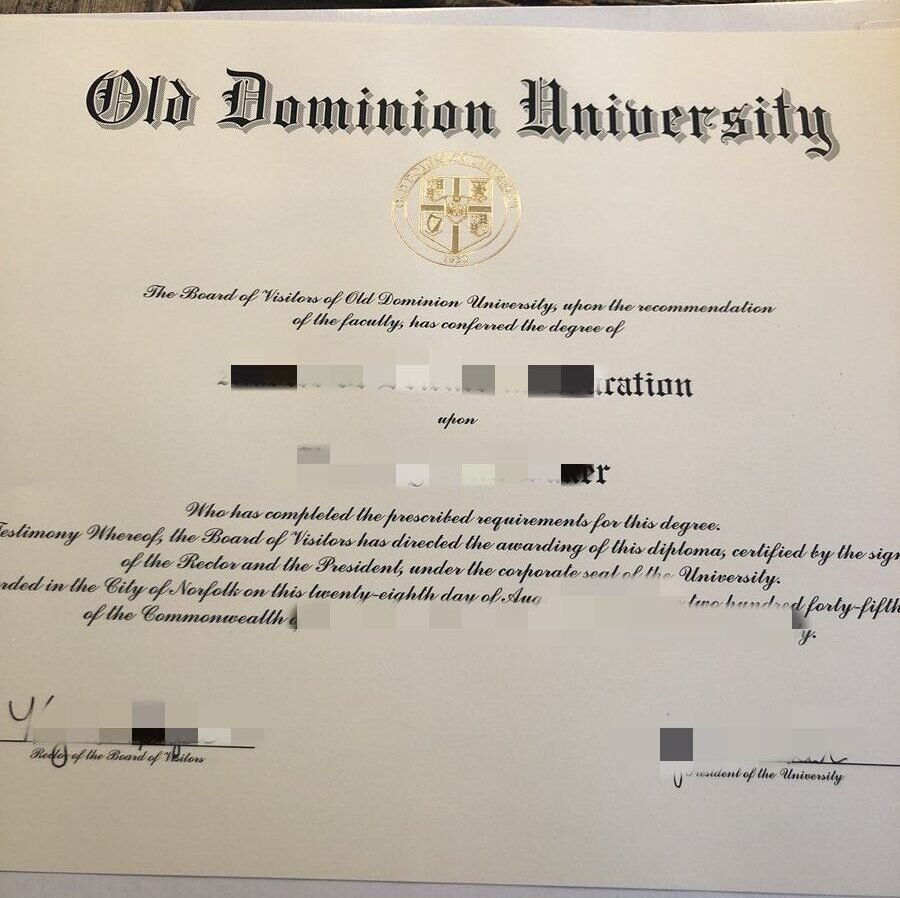 Old Dominion University
OLD DOMINION UNIVERSITY
1930
The Board of Visitors of Old Dominion University, upon the recommendation
of the faculty, has conferred the degree of
upon
Who has completed the prescribed requirements for this degree.
Testimony Whereof, the Board of Visitors has directed the awarding of this diploma, certified by the sign
of the Rector and the President, under the corporate seal of the University.
rded in the City of Norfolk on this twenty-eighth day of Aug two hundred forty-fifth
of the Commonwealth
Rector of the Board of Visitors
President of the University